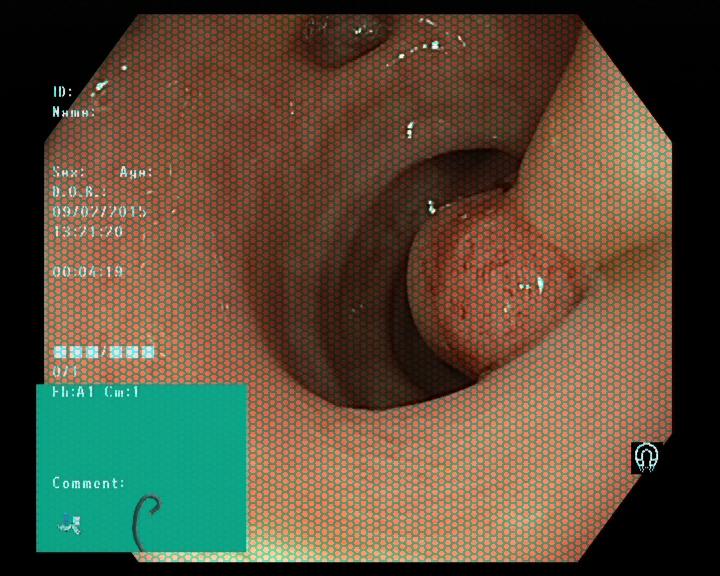 ID:
Name:
Sex: Age:
D.O.B.:
09/02/2015
13:21:20
00:04:19
0/1
Eh:A1 Cm:1
Comment: